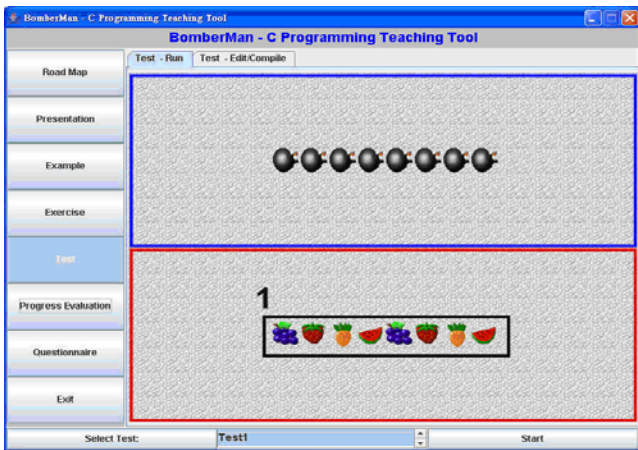 BomberMan - C Programming Teaching Tool
BomberMan - C Programming Teaching Tool
Test - Run Test - Edit/Compile
Road Map
Presentation
Example
Exercise
Test
Progress Evaluation
Questionnaire
Exit
1
Select Test: Test1 Start